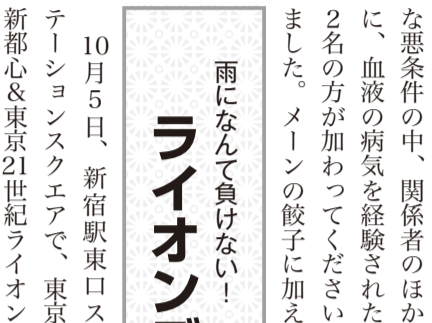 な悪条件の中、関係者のほか
に、血液の病気を経験された
2名の方が加わってください
ました。メーンの餃子に加え
雨になんて負けない！
ライオンズ
10月5日、新宿駅東口ス
テーションスクエアで、東京
新都心&東京21世紀ライオン